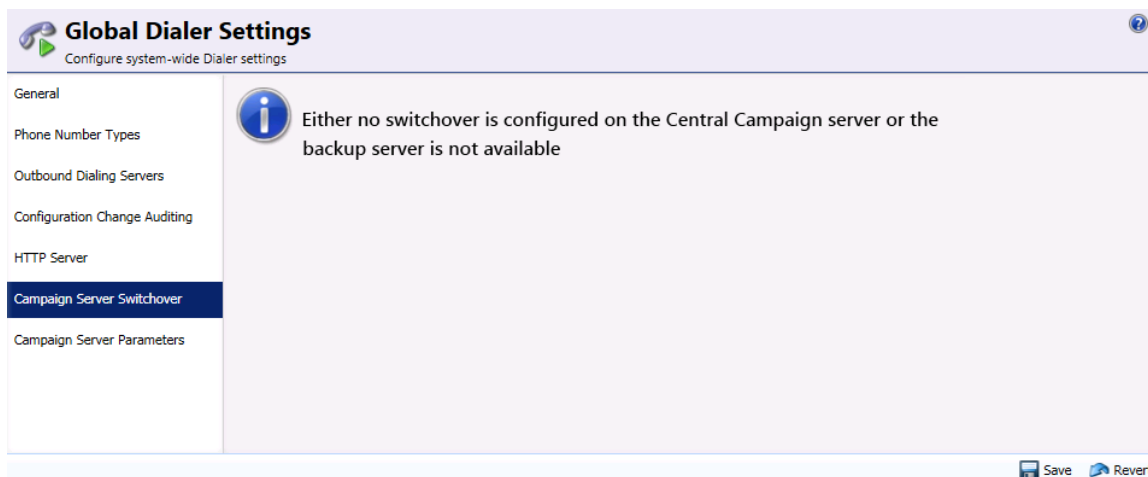 Global Dialer Settings
Configure system-wide Dialer settings
General
Phone Number Types
Outbound Dialing Servers
Configuration Change Auditing
HTTP Server
Campaign Server Switchover
Campaign Server Parameters
Either no switchover is configured on the Central Campaign server or the
backup server is not available
Save Rever